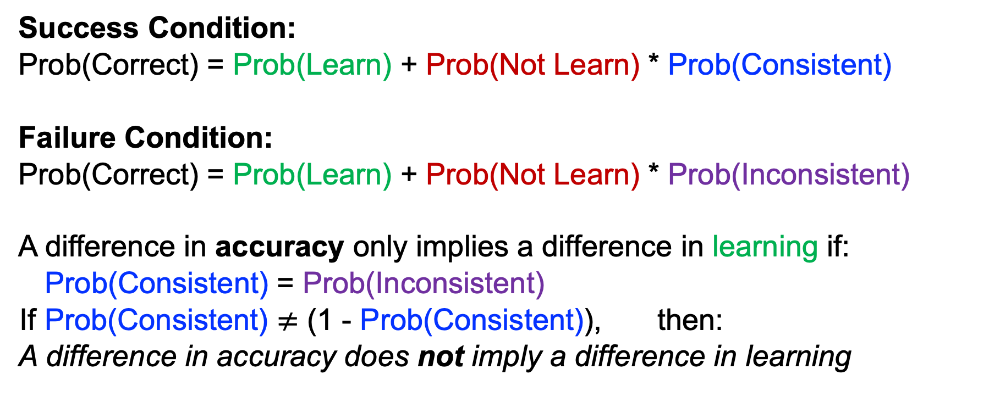 Success Condition:
Prob(Correct) = Prob(Learn) + Prob(Not Learn) * Prob(Consistent)
Failure Condition:
Prob(Correct) = Prob(Learn) + Prob(Not Learn) * Prob(Inconsistent)
A difference in accuracy only implies a difference in learning if:
Prob(Consistent) = Prob(Inconsistent)
If Prob(Consistent) ≠ (1 - Prob(Consistent)), then:
A difference in accuracy does not imply a difference in learning